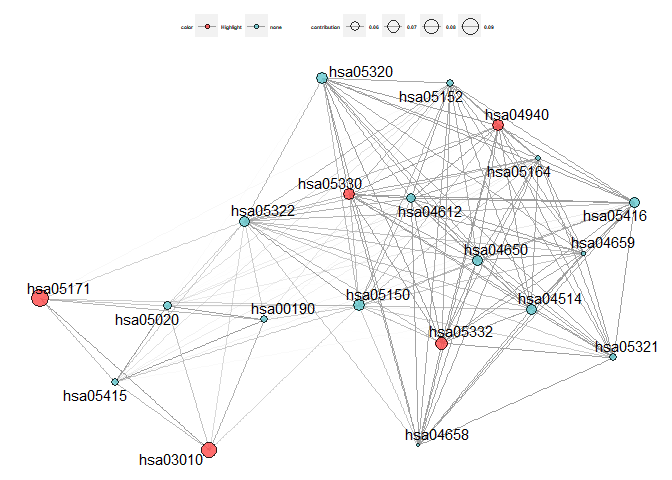 color Highlight none contribution 0.06 0.07 0.08 0.09
hsa05320
hsa05152
hsa04940
hsa05164
hsa05330
hsa04612
hsa05322
hsa05416
hsa04659
hsa04650
hsa05171
hsa05150
hsa04514
hsa00190
hsa05020
hsa05332
hsa05321
hsa05415
hsa04658
hsa03010